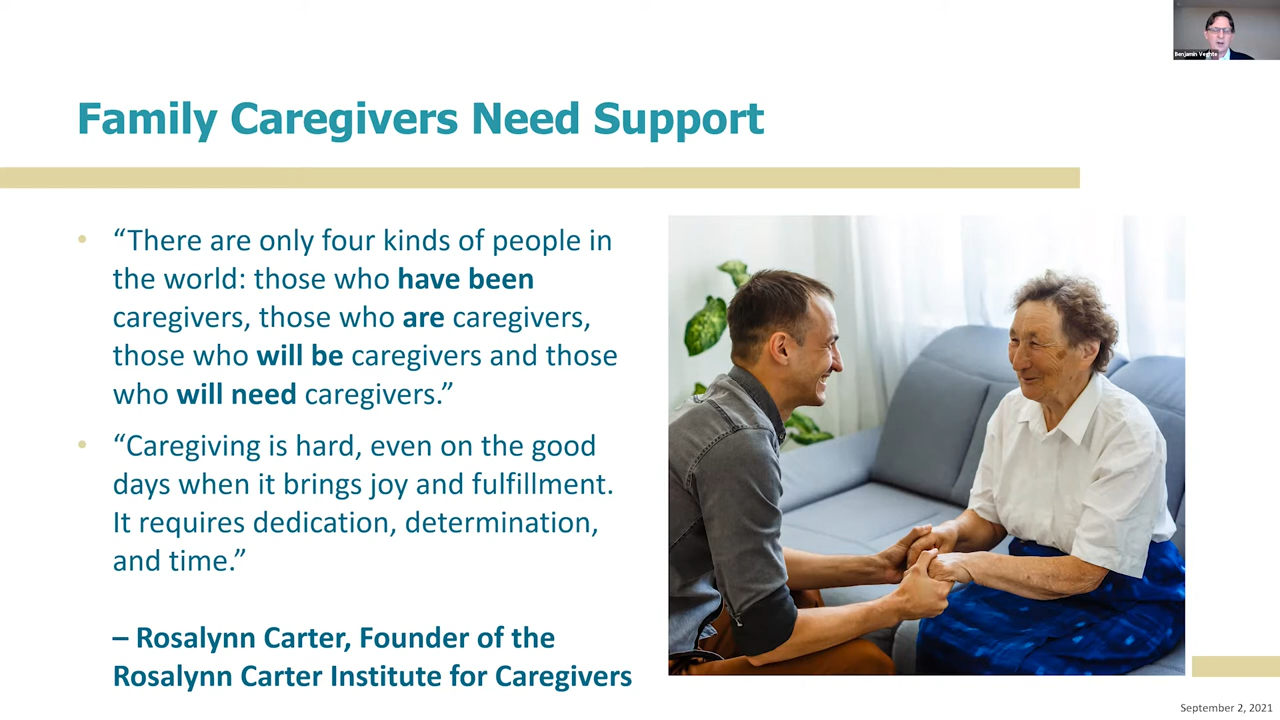 Benjamin Veghte
Family Caregivers Need Support
• “There are only four kinds of people in
the world: those who have been
caregivers, those who are caregivers,
those who will be caregivers and those
who will need caregivers.”
• “Caregiving is hard, even on the good
days when it brings joy and fulfillment.
It requires dedication, determination,
and time.”
– Rosalynn Carter, Founder of the
Rosalynn Carter Institute for Caregivers
September 2, 2021